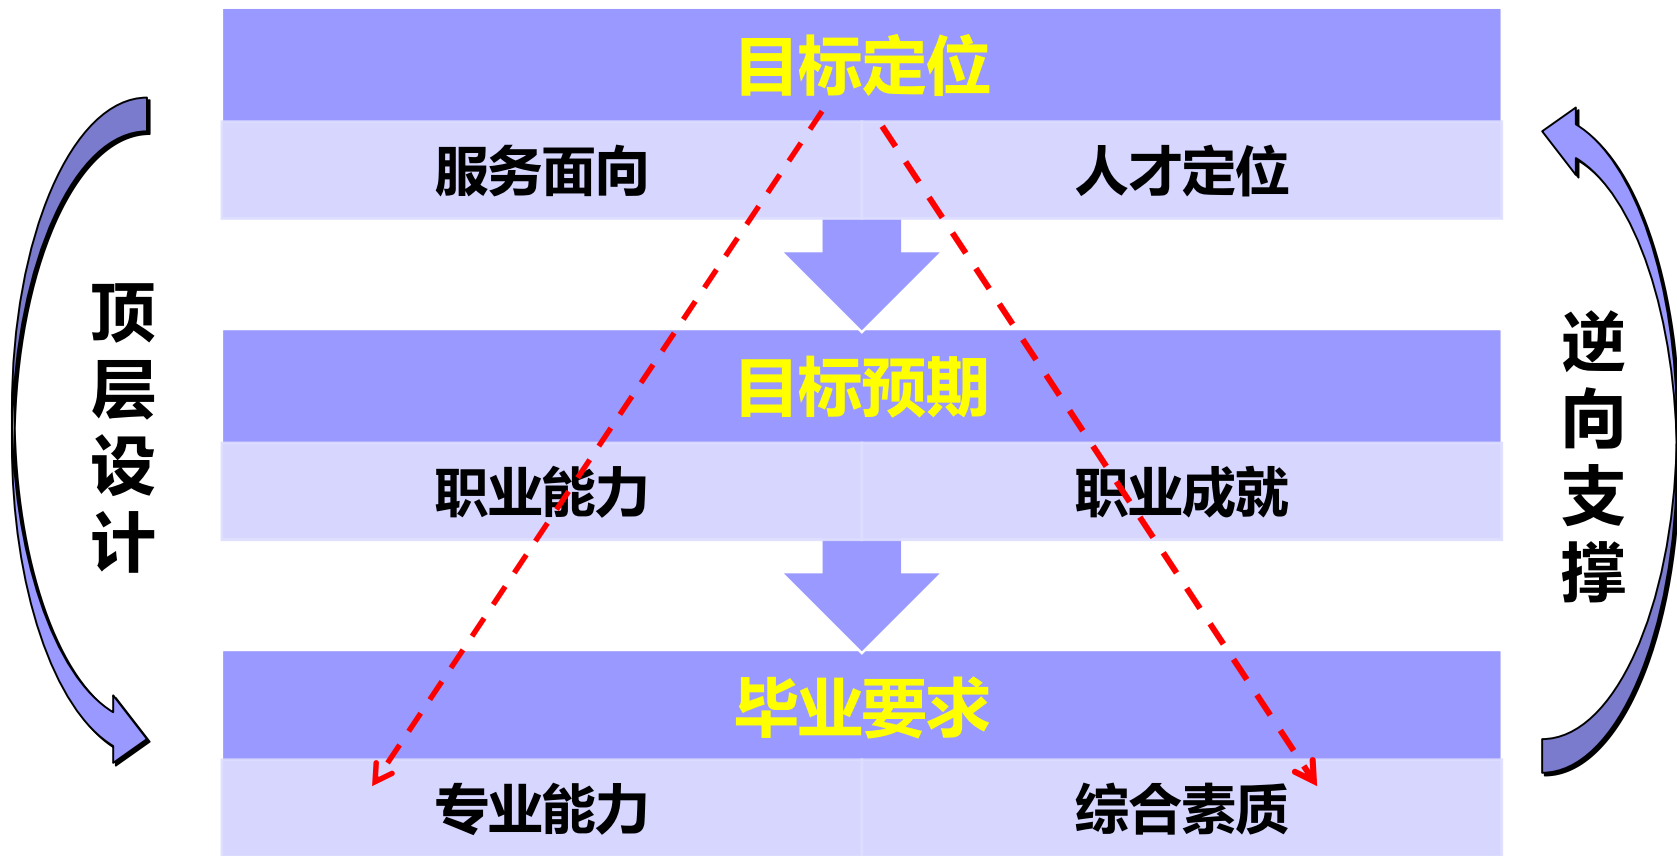 目标定位
服务面向
人才定位
目标预期
职业能力
职业成就
毕业要求
专业能力
综合素质
顶层设计
逆向支撑